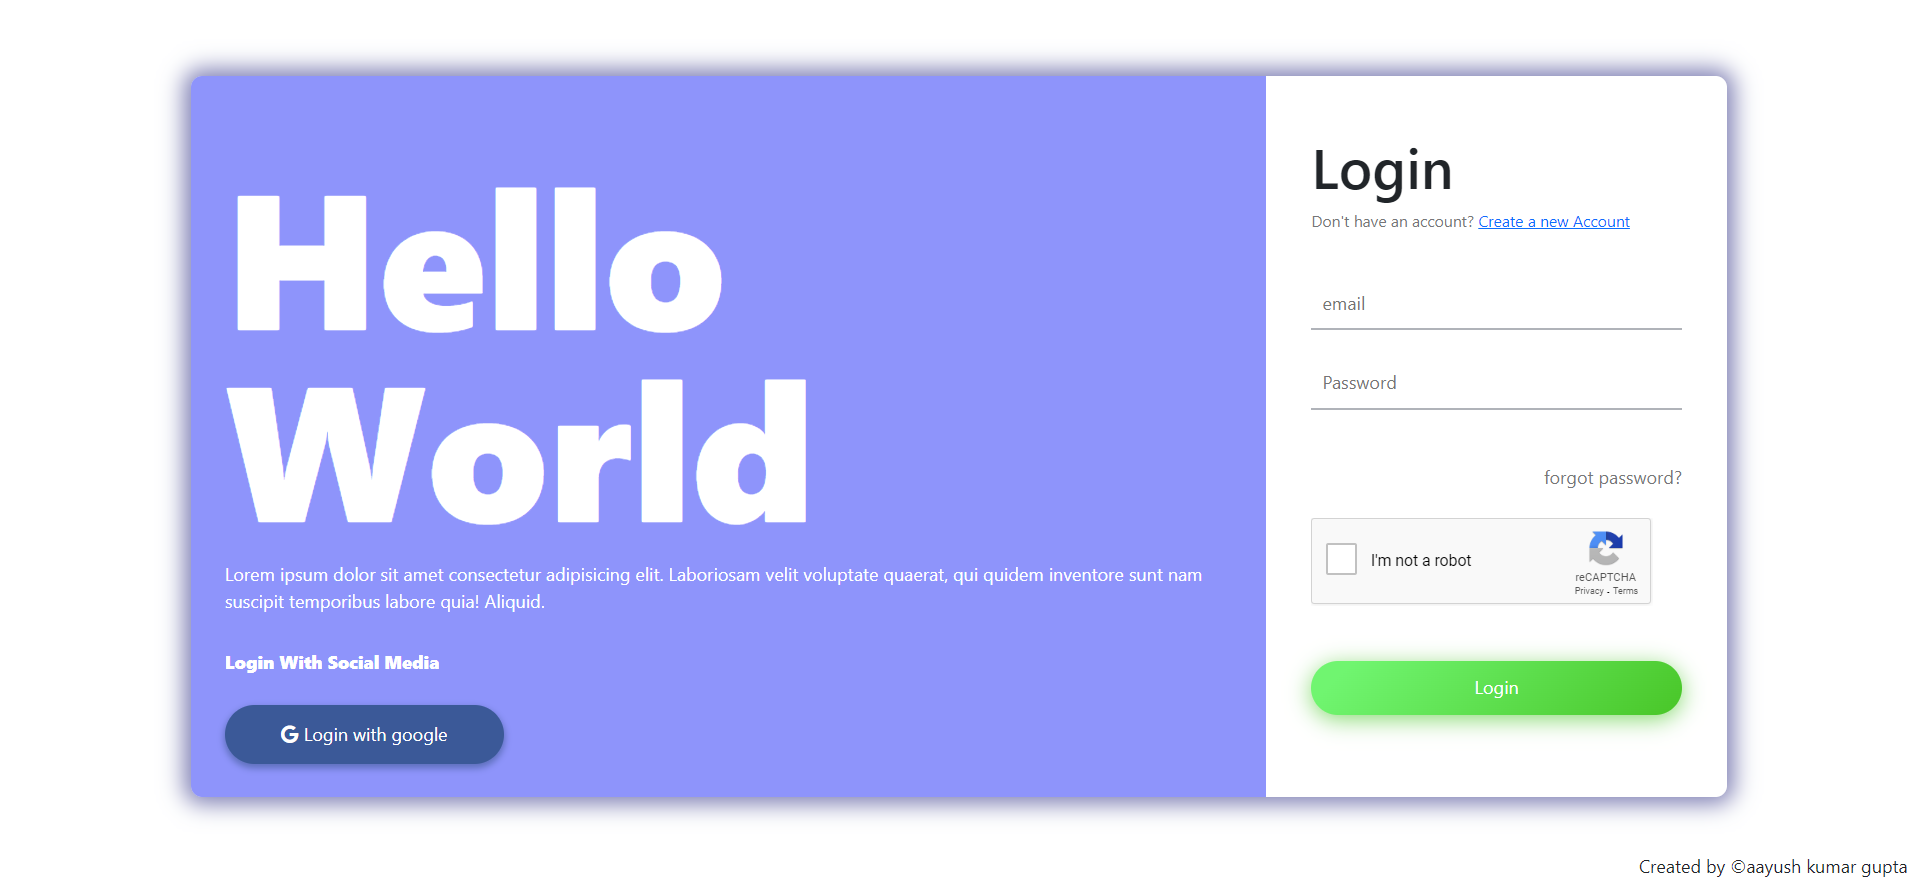 Hello
World
Lorem ipsum dolor sit amet consectetur adipisicing elit. Laboriosam velit voluptate quaerat, qui quidem inventore sunt nam
suscipit temporibus labore quia! Aliquid.
Login With Social Media
G Login with google
Login
Don't have an account? Create a new Account
email
Password
forgot password?
I'm not a robot
reCAPTCHA
Privacy - Terms
Login
Created by ©aayush kumar gupta